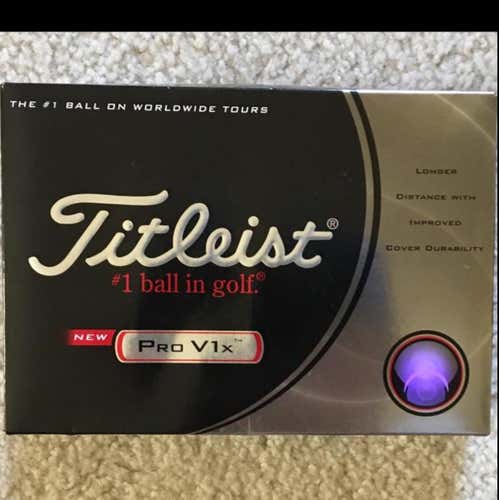 THE #1 BALL ON WORLDWIDE TOURS
Titleist®
#1 ball in golf.®
NEW
PRO V1x™
LONGER
DISTANCE WITH
IMPROVED
COVER DURABILITY